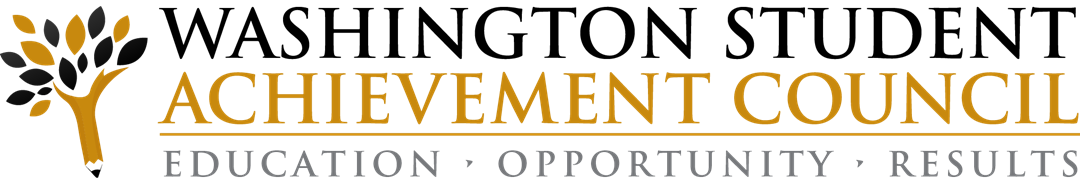 WASHINGTON STUDENT
ACHIEVEMENT COUNCIL
EDUCATION · OPPORTUNITY · RESULTS